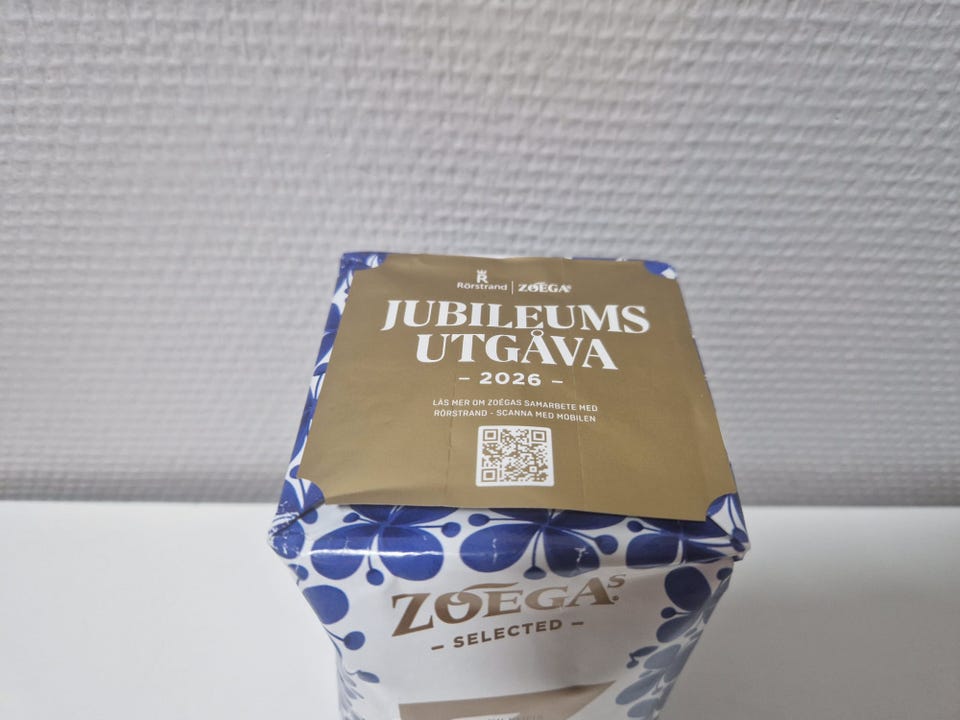 Rörstrand | ZOÉGAS
JUBILEUMS
UTGÅVA
– 2026 –
LÄS MER OM ZOÉGAS SAMARBETE MED
RÖRSTRAND - SCANNA MED MOBILEN
ZOÉGAS
– SELECTED –